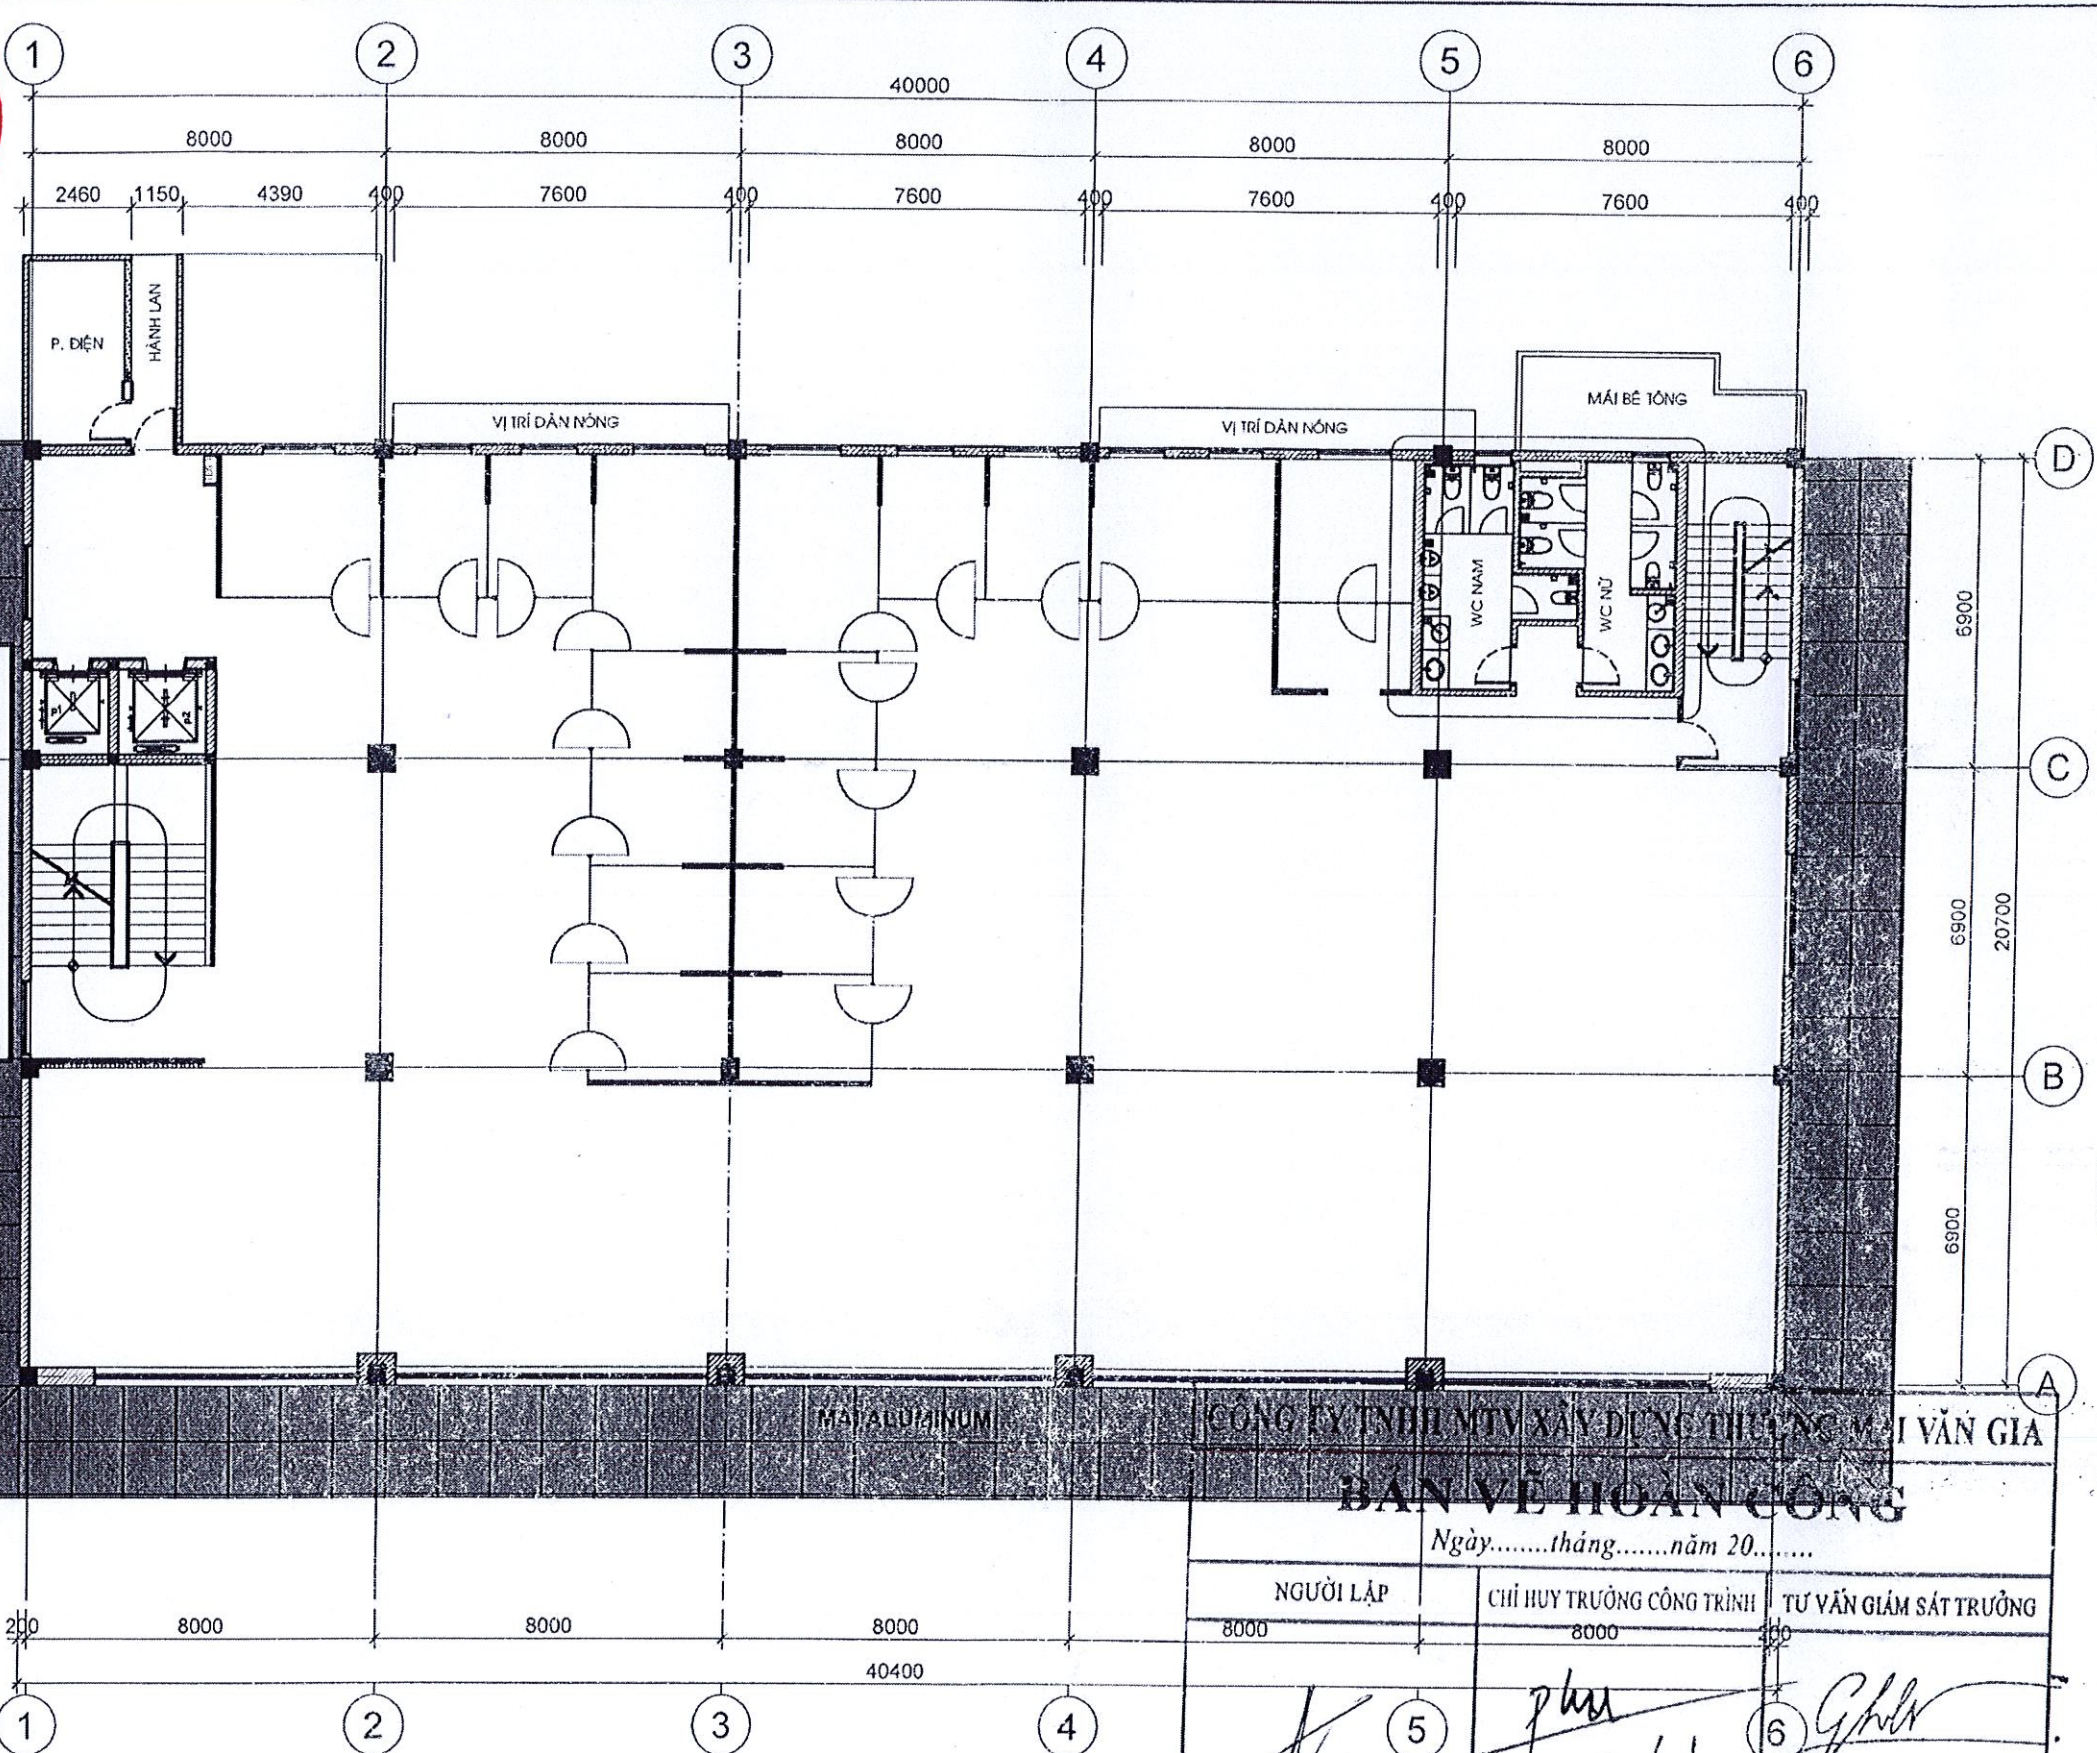 1 2 3 4 5 6
40000
8000 8000 8000 8000 8000
2460 1150 4390 400 7600 400 7600 400 7600 400 7600 400
P. ĐIỆN
HÀNH LAN
VỊ TRÍ DÀN NÓNG
VỊ TRÍ DÀN NÓNG
MÁI BÊ TÔNG
D
WC NAM
WC NỮ
6900
p1
p2
C
6900
20700
B
6900
A
MÁI ALUMINUM
CÔNG TY TNHH MTV XÂY DỰNG THƯƠNG MẠI VĂN GIA
BẢN VẼ HOÀN CÔNG
Ngày........tháng.......năm 20........
NGƯỜI LẬP CHỈ HUY TRƯỞNG CÔNG TRÌNH TƯ VẤN GIÁM SÁT TRƯỞNG
200 8000 8000 8000 8000 8000 200
40400
1 2 3 4 5 6